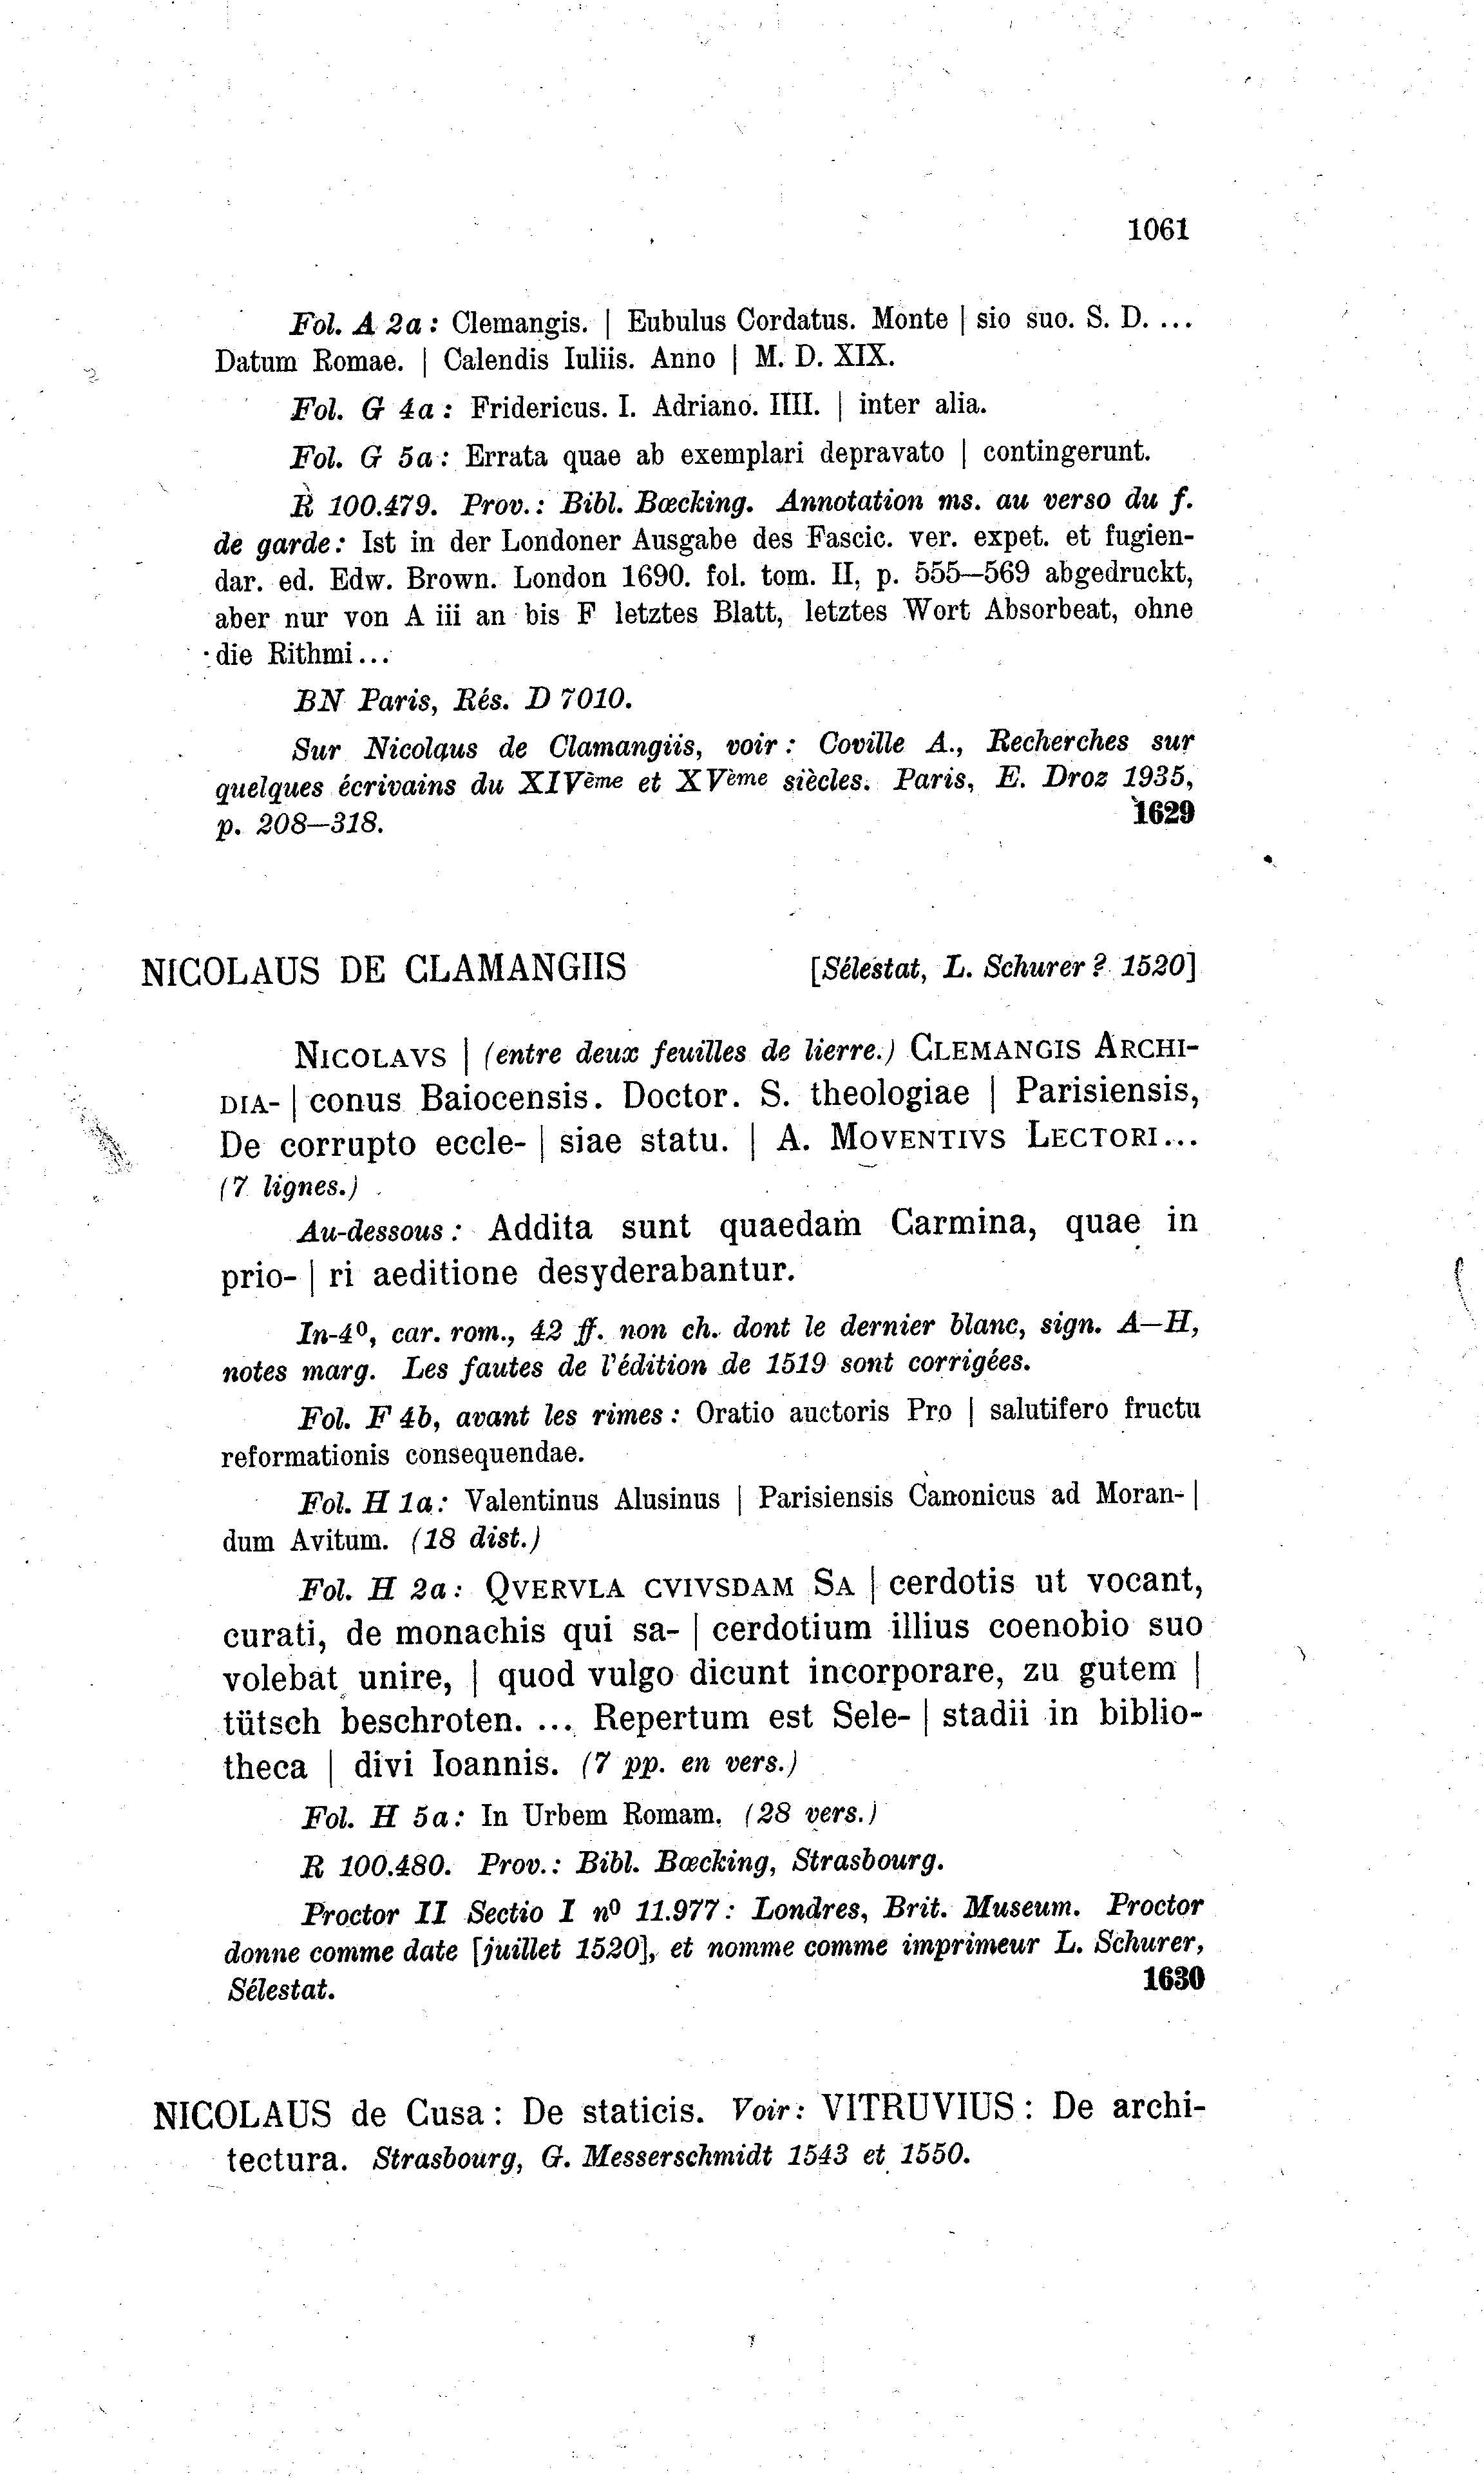 1061
Fol. A 2a: Clemangis. | Eubulus Cordatus. Monte | sio suo. S. D. ...
Datum Romae. | Calendis Iuliis. Anno | M. D. XIX.
Fol. G 4a: Fridericus. I. Adriano. IIII. | inter alia.
Fol. G 5a: Errata quae ab exemplari depravato | contingerunt.
R 100.479. Prov.: Bibl. Bœcking. Annotation ms. au verso du f.
de garde: Ist in der Londoner Ausgabe des Fascic. ver. expet. et fugien-
dar. ed. Edw. Brown. London 1690. fol. tom. II, p. 555—569 abgedruckt,
aber nur von A iii an bis F letztes Blatt, letztes Wort Absorbeat, ohne
die Rithmi...
BN Paris, Rés. D 7010.
Sur Nicolaus de Clamangiis, voir: Coville A., Recherches sur
quelques écrivains du XIVème et XVème siècles. Paris, E. Droz 1935,
p. 208—318. 1629
NICOLAUS DE CLAMANGIIS [Sélestat, L. Schurer? 1520]
NICOLAVS | (entre deux feuilles de lierre.) CLEMANGIS ARCHI-
DIA- | conus Baiocensis. Doctor. S. theologiae | Parisiensis,
De corrupto eccle- | siae statu. | A. MOVENTIVS LECTORI...
(7 lignes.)
Au-dessous: Addita sunt quaedam Carmina, quae in
prio- | ri aeditione desyderabantur.
In-4º, car. rom., 42 ff. non ch. dont le dernier blanc, sign. A—H,
notes marg. Les fautes de l'édition de 1519 sont corrigées.
Fol. F 4b, avant les rimes: Oratio auctoris Pro | salutifero fructu
reformationis consequendae.
Fol. H 1a: Valentinus Alusinus | Parisiensis Canonicus ad Moran- |
dum Avitum. (18 dist.)
Fol. H 2a: QVERVLA CVIVSDAM SA | cerdotis ut vocant,
curati, de monachis qui sa- | cerdotium illius coenobio suo
volebat unire, | quod vulgo dicunt incorporare, zu gutem |
tütsch beschroten. ... Repertum est Sele- | stadii in biblio-
theca | divi Ioannis. (7 pp. en vers.)
Fol. H 5a: In Urbem Romam. (28 vers.)
R 100.480. Prov.: Bibl. Bœcking, Strasbourg.
Proctor II Sectio I nº 11.977: Londres, Brit. Museum. Proctor
donne comme date [juillet 1520], et nomme comme imprimeur L. Schurer,
Sélestat. 1630
NICOLAUS de Cusa: De staticis. Voir: VITRUVIUS: De archi-
tectura. Strasbourg, G. Messerschmidt 1543 et 1550.